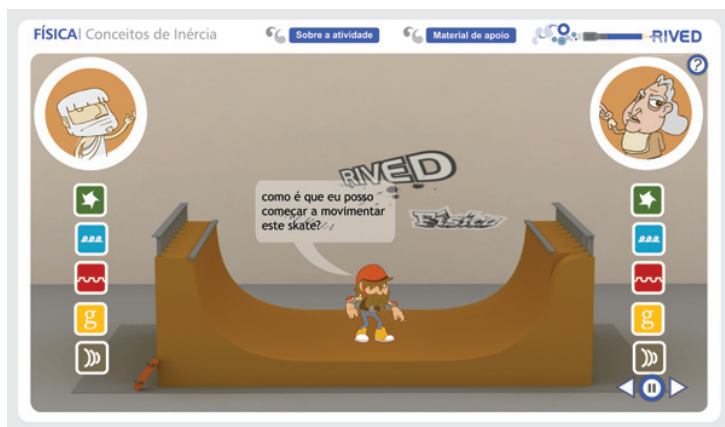 FÍSICA| Conceitos de Inércia
Sobre a atividade
Material de apoio
RIVED
?
RIVED
Física
como é que eu posso
começar a movimentar
este skate?
g
g